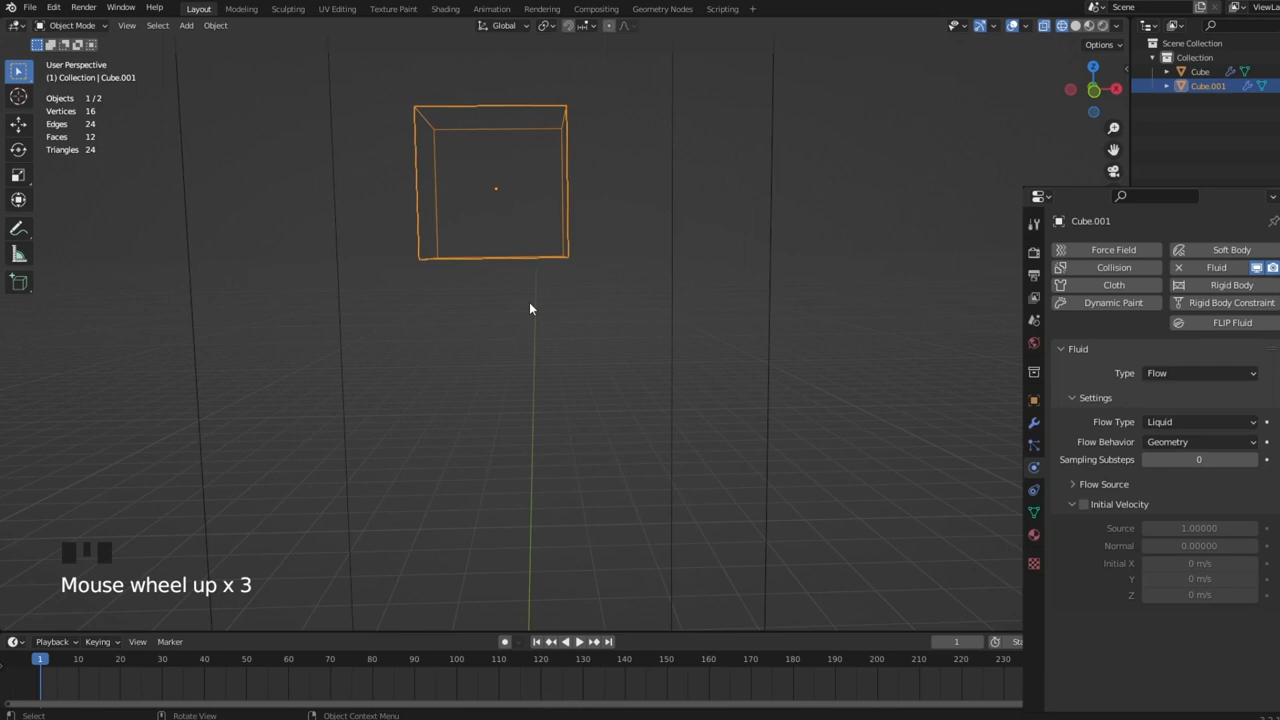 File Edit Render Window Help Layout Modeling Sculpting UV Editing Texture Paint Shading Animation Rendering Compositing Geometry Nodes Scripting + Scene
Object Mode View Select Add Object Global
Options
User Perspective
(1) Collection | Cube.001
Objects 1/2
Vertices 16
Edges 24
Faces 12
Triangles 24
Z
X
Scene Collection
Collection
Cube
Cube.001
Cube.001
Force Field Soft Body
Collision Fluid
Cloth Rigid Body
Dynamic Paint Rigid Body Constraint
FLIP Fluid
Fluid
Type Flow
Settings
Flow Type Liquid
Flow Behavior Geometry
Sampling Substeps 0
Flow Source
Initial Velocity
Source 1.00000
Normal 0.00000
Initial X 0 m/s
Y 0 m/s
Z 0 m/s
Mouse wheel up x 3
Playback Keying View Marker 1
1 10 20 30 40 50 60 70 80 90 100 110 120 130 140 150 160 170 180 190 200 210 220 230
Select Rotate View Object Context Menu